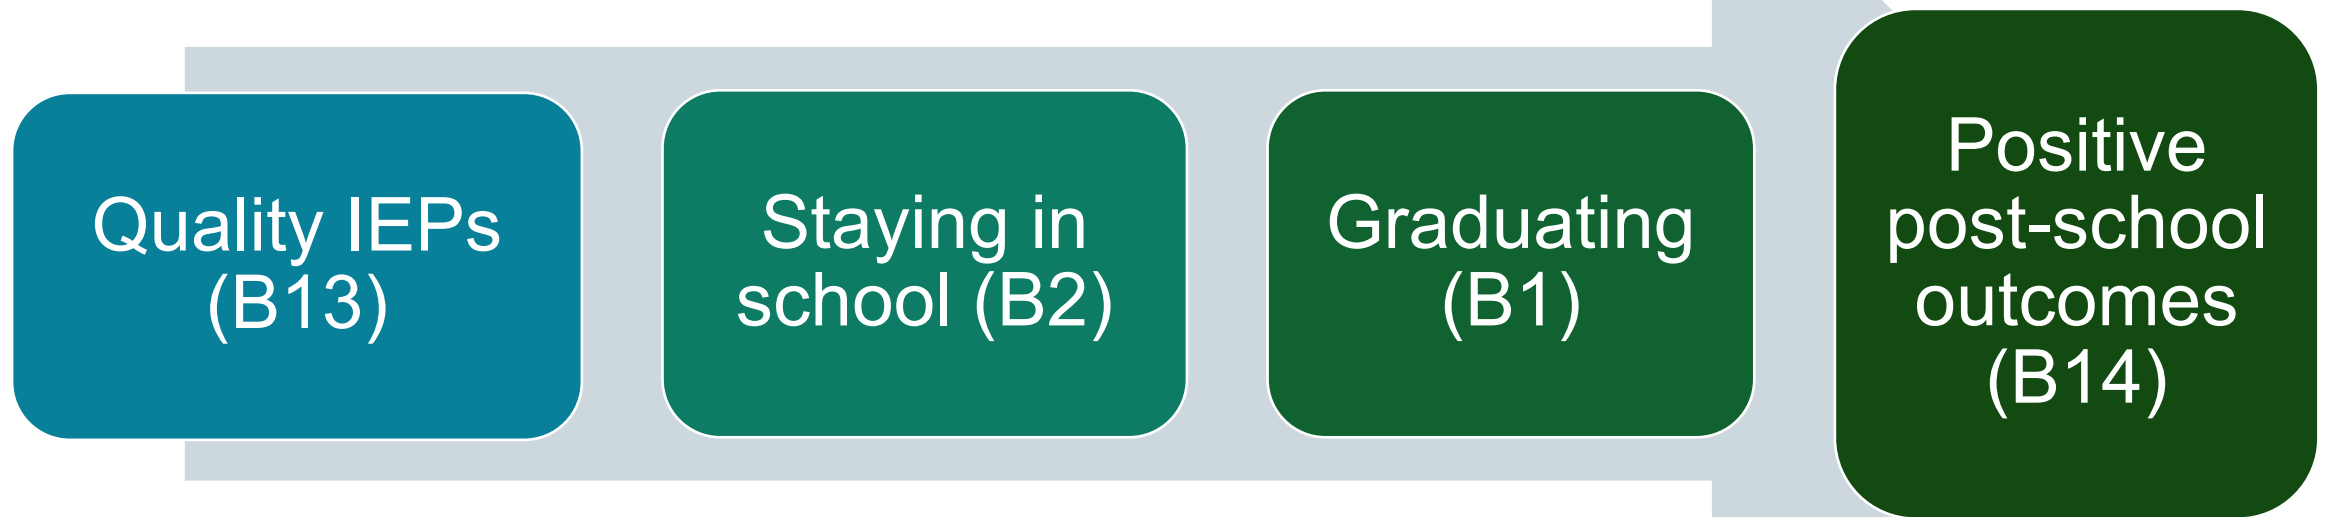 Quality IEPs
(B13)
Staying in
school (B2)
Graduating
(B1)
Positive
post-school
outcomes
(B14)